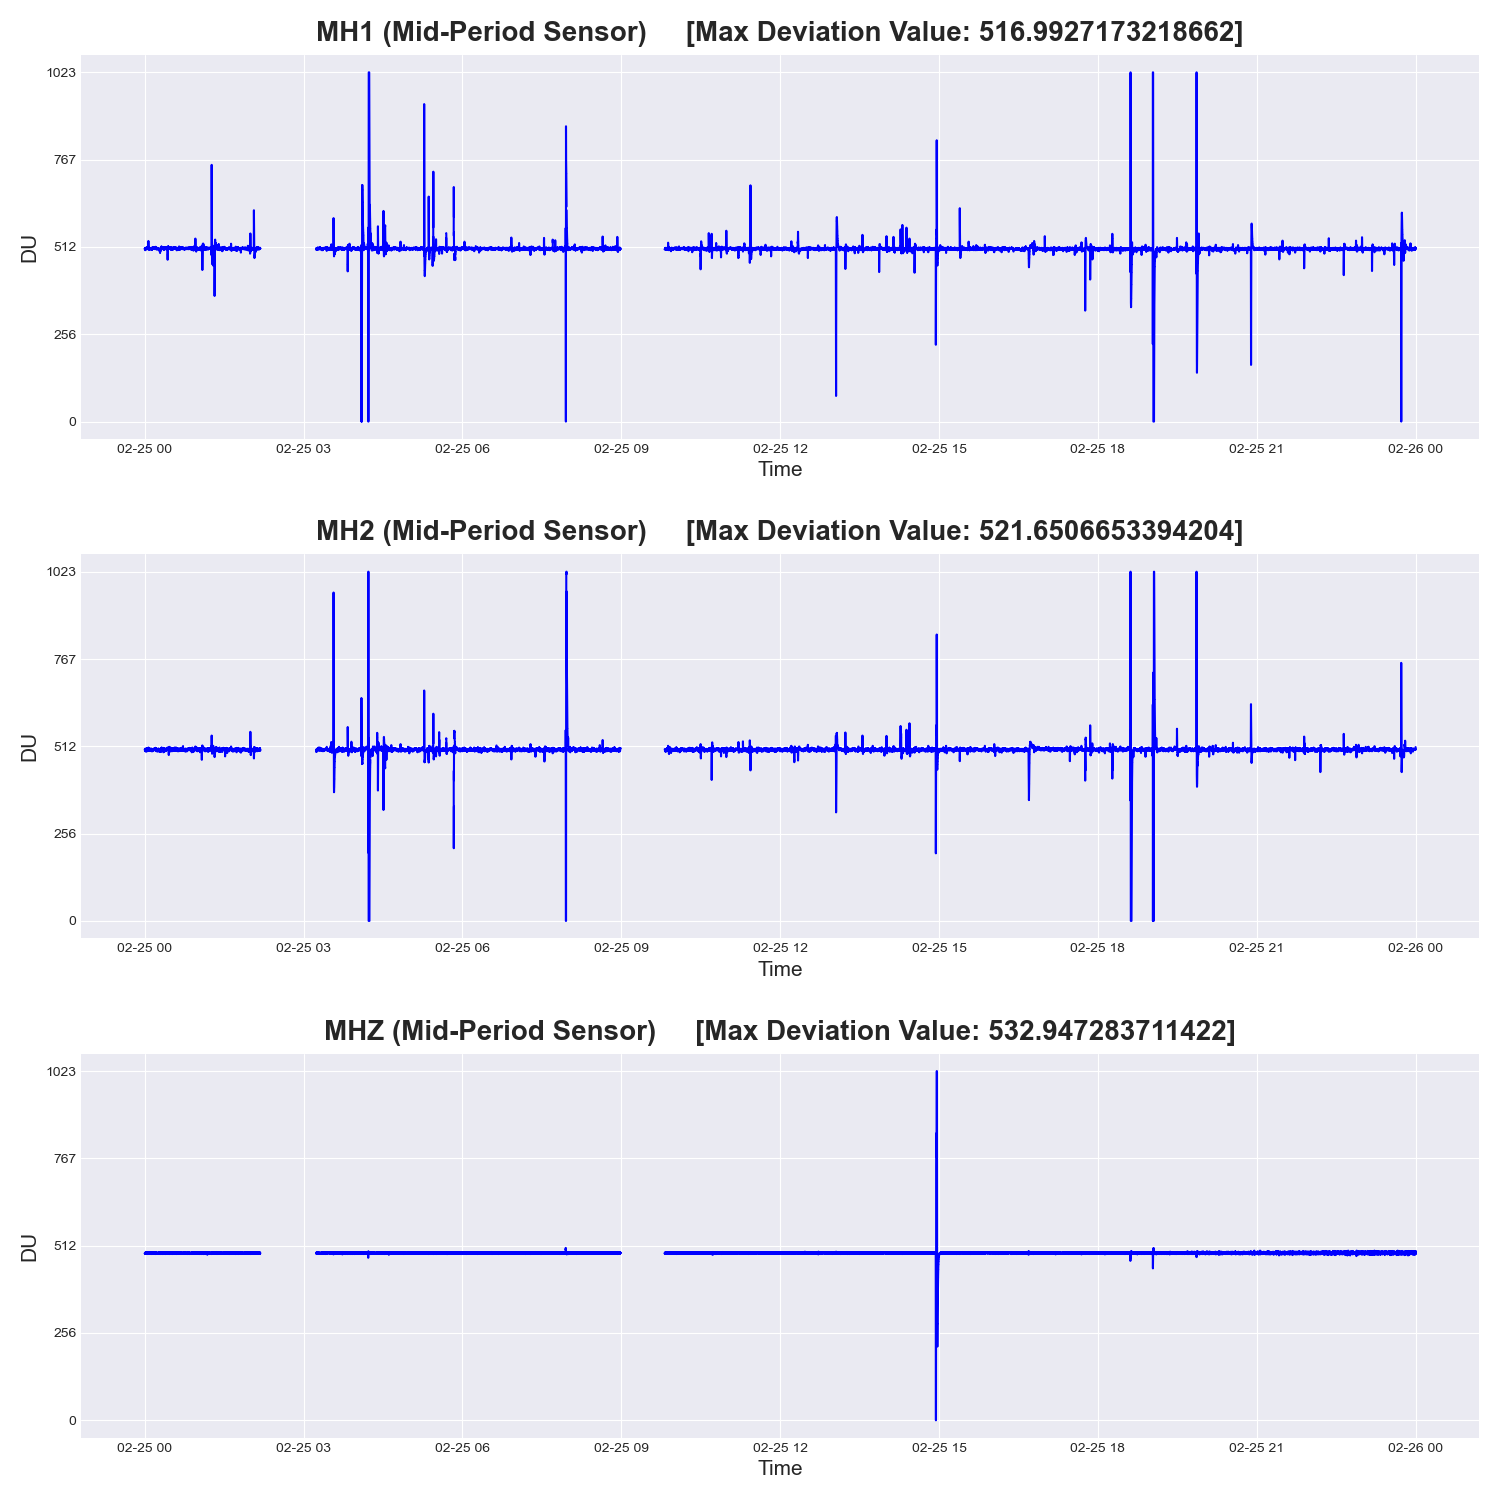 MH1 (Mid-Period Sensor) [Max Deviation Value: 516.9927173218662]
1023
767
512
256
0
DU
02-25 00 02-25 03 02-25 06 02-25 09 02-25 12 02-25 15 02-25 18 02-25 21 02-26 00
Time
MH2 (Mid-Period Sensor) [Max Deviation Value: 521.6506653394204]
1023
767
512
256
0
DU
02-25 00 02-25 03 02-25 06 02-25 09 02-25 12 02-25 15 02-25 18 02-25 21 02-26 00
Time
MHZ (Mid-Period Sensor) [Max Deviation Value: 532.947283711422]
1023
767
512
256
0
DU
02-25 00 02-25 03 02-25 06 02-25 09 02-25 12 02-25 15 02-25 18 02-25 21 02-26 00
Time